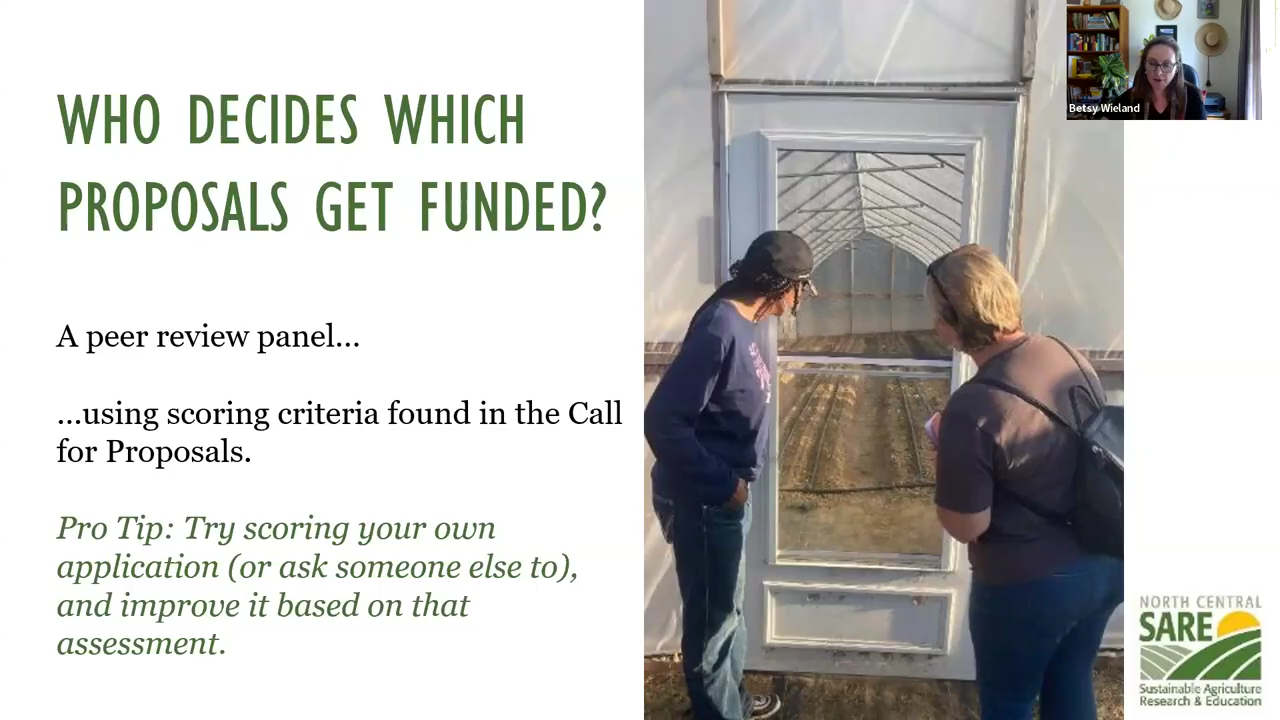 WHO DECIDES WHICH
PROPOSALS GET FUNDED?
A peer review panel...
...using scoring criteria found in the Call
for Proposals.
Pro Tip: Try scoring your own
application (or ask someone else to),
and improve it based on that
assessment.
Betsy Wieland
NORTH CENTRAL
SARE
Sustainable Agriculture
Research & Education